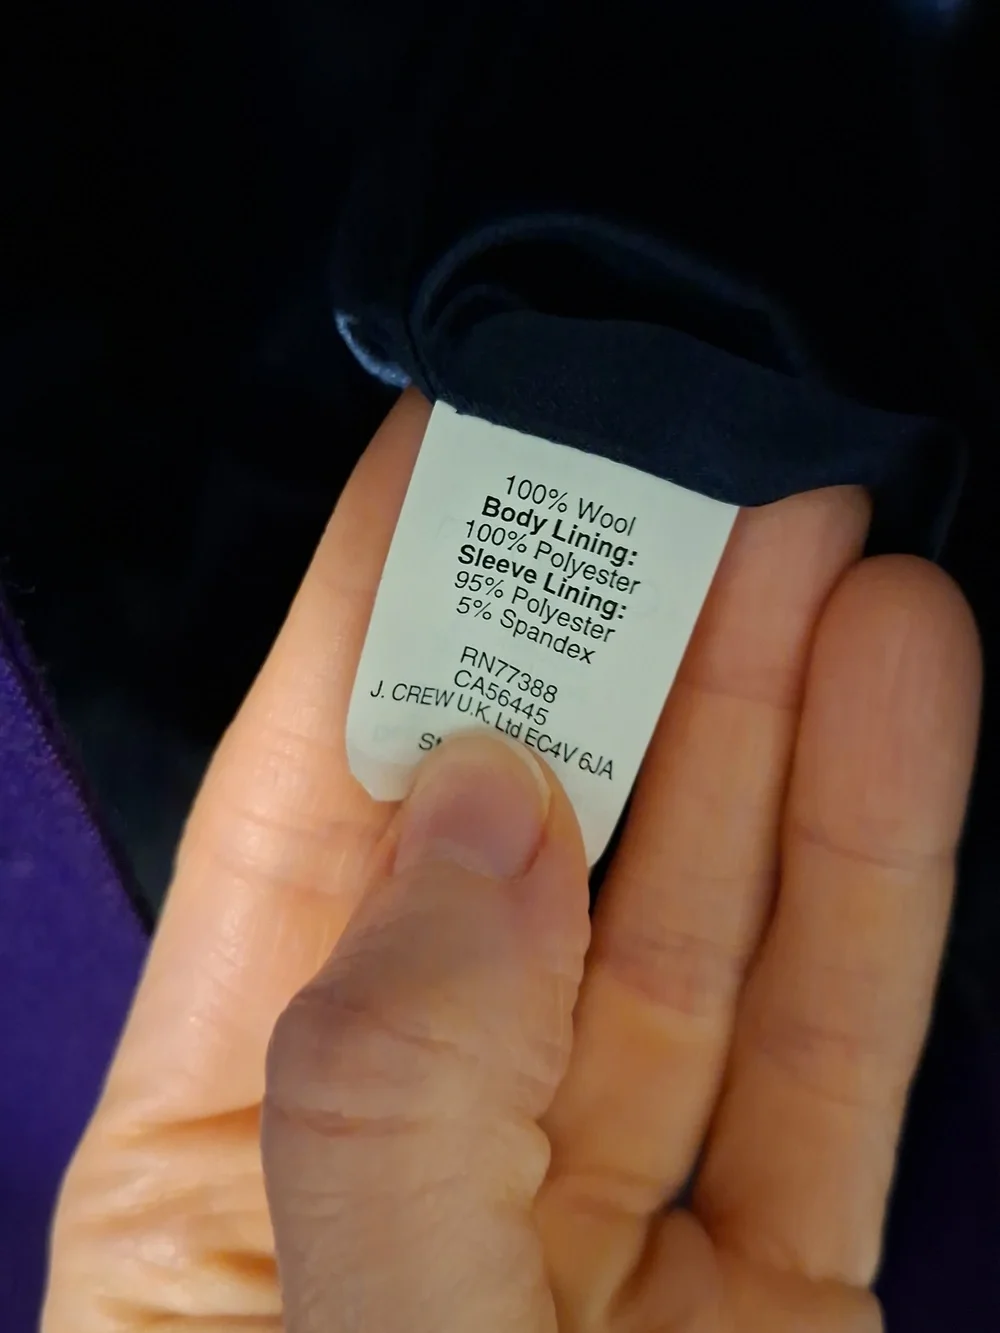 100% Wool
Body Lining:
100% Polyester
Sleeve Lining:
95% Polyester
5% Spandex
RN77388
CA56445
J. CREW U.K. Ltd EC4V 6JA